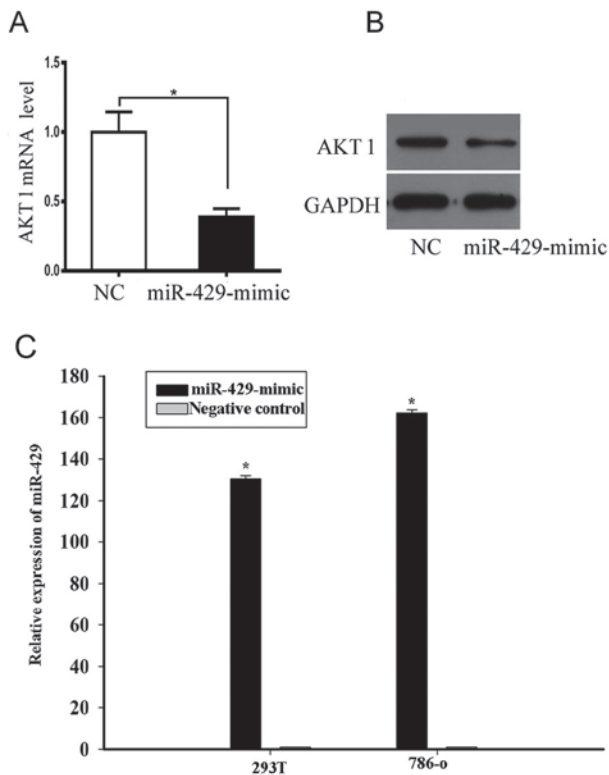 A
1.5
1.0
0.5
0.0
AKT 1 mRNA level
*
NC miR-429-mimic
B
AKT 1
GAPDH
NC miR-429-mimic
C
180
160
140
120
100
80
60
40
20
0
Relative expression of miR-429
miR-429-mimic
Negative control
*
*
293T 786-o